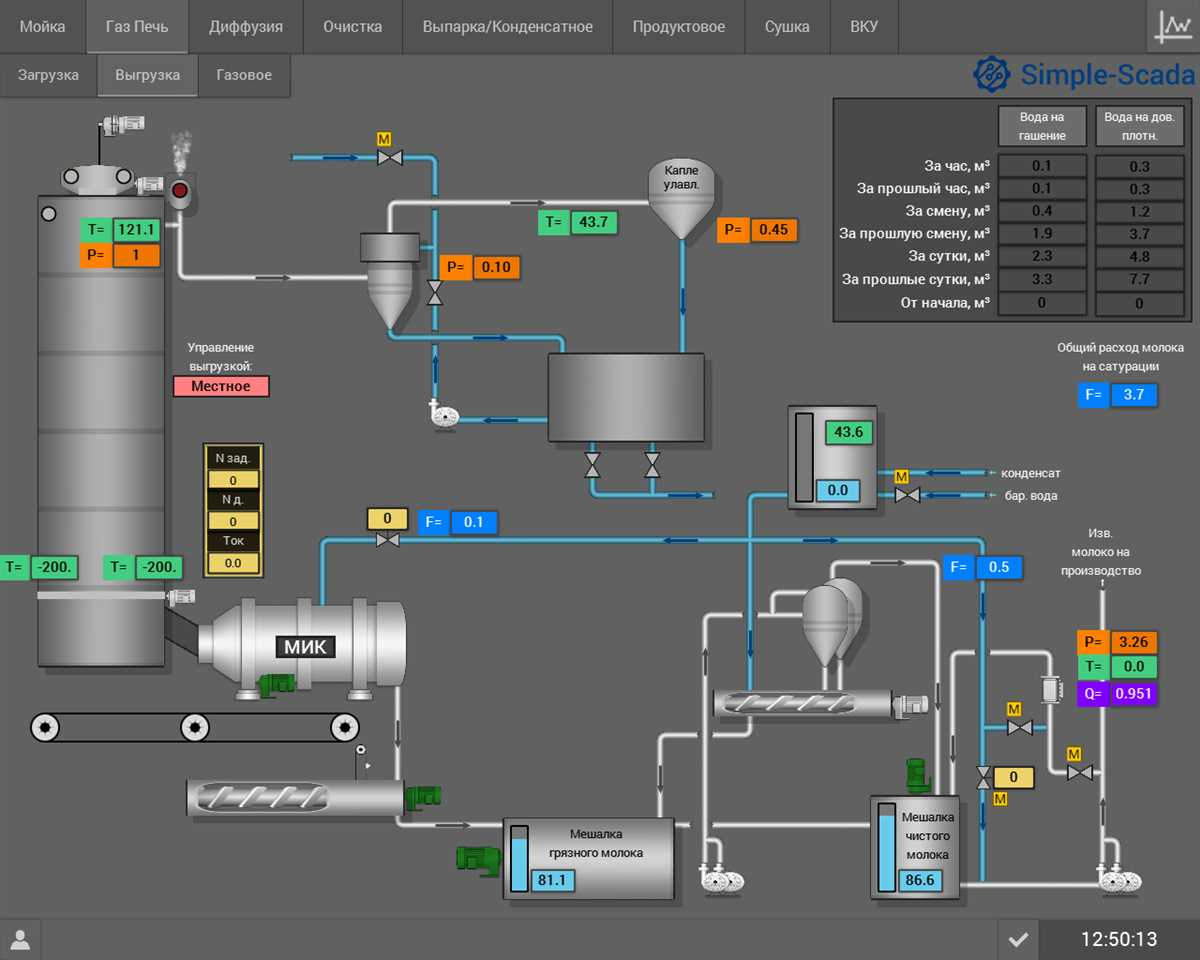 Мойка
Газ Печь
Диффузия
Очистка
Выпарка/Конденсатное
Продуктовое
Сушка
ВКУ
Загрузка
Выгрузка
Газовое
Simple-Scada
Вода на
гашение
Вода на дов.
плотн.
За час, м³ 0.1 0.3
За прошлый час, м³ 0.1 0.3
За смену, м³ 0.4 1.2
За прошлую смену, м³ 1.9 3.7
За сутки, м³ 2.3 4.8
За прошлые сутки, м³ 3.3 7.7
От начала, м³ 0 0
M
Капле
улавл.
T= 121.1
P= 1
T= 43.7
P= 0.45
P= 0.10
Управление
выгрузкой:
Местное
Общий расход молока
на сатурации
F= 3.7
N зад.
0
N д.
0
Ток
0.0
43.6
0.0
M
конденсат
бар. вода
0
F= 0.1
T= -200.
T= -200.
F= 0.5
Изв.
молоко на
производство
P= 3.26
T= 0.0
Q= 0.951
МИК
M
M
0
M
Мешалка
грязного молока
81.1
Мешалка
чистого
молока
86.6
12:50:13